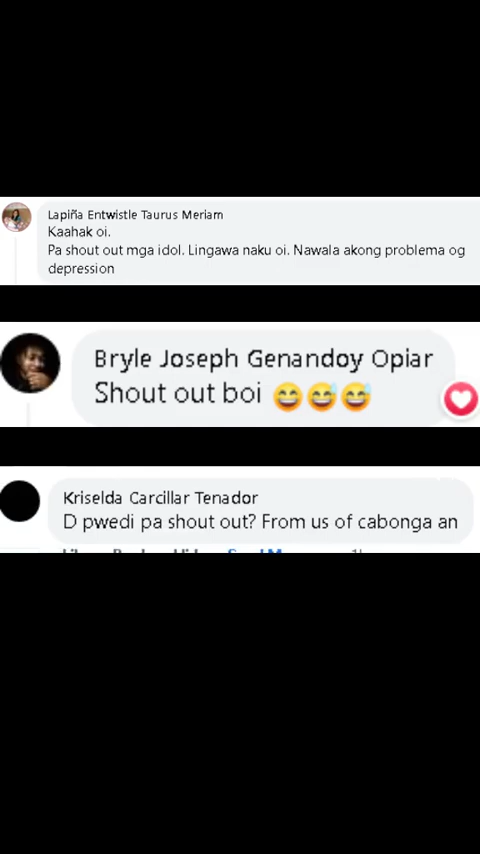 Lapiña Entwistle Taurus Meriam
Kaahak oi.
Pa shout out mga idol. Lingawa naku oi. Nawala akong problema og
depression
Bryle Joseph Genandoy Opiar
Shout out boi 😄😅😅
Kriselda Carcillar Tenador
D pwedi pa shout out? From us of cabonga an